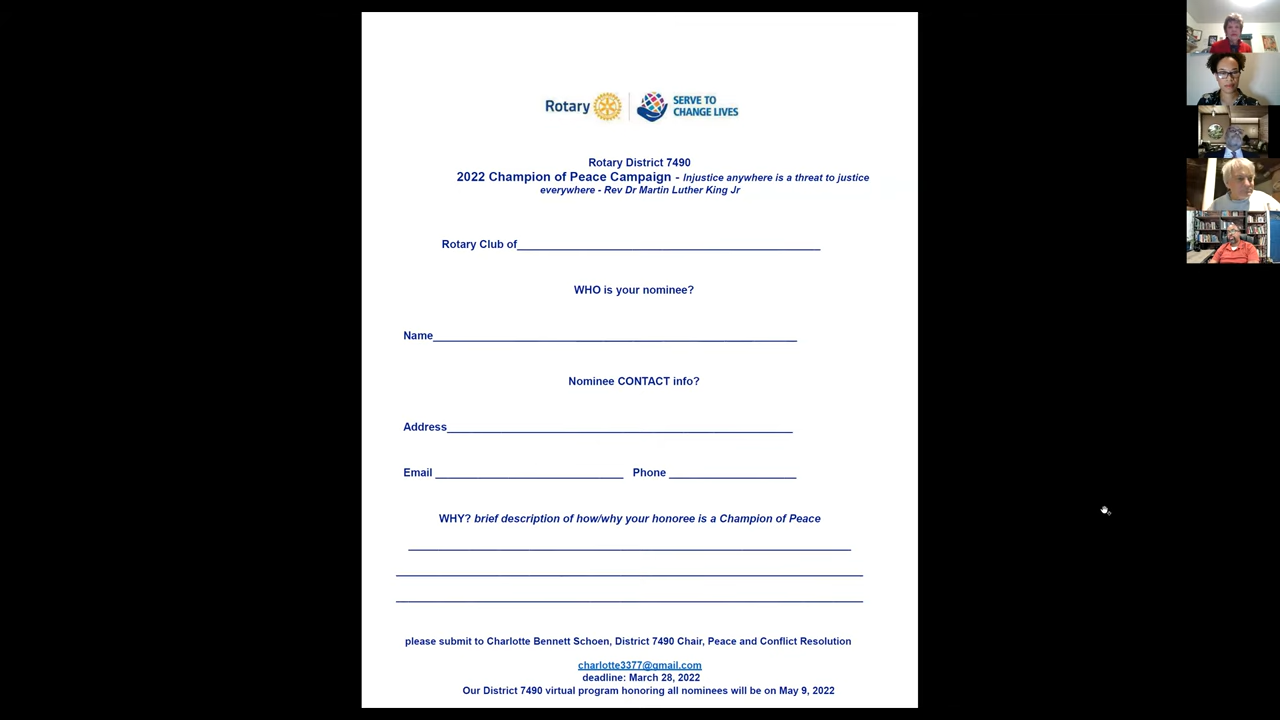 Rotary
SERVE TO
CHANGE LIVES
Rotary District 7490
2022 Champion of Peace Campaign - Injustice anywhere is a threat to justice
everywhere - Rev Dr Martin Luther King Jr
Rotary Club of
WHO is your nominee?
Name
Nominee CONTACT info?
Address
Email Phone
WHY? brief description of how/why your honoree is a Champion of Peace
please submit to Charlotte Bennett Schoen, District 7490 Chair, Peace and Conflict Resolution
charlotte3377@gmail.com
deadline: March 28, 2022
Our District 7490 virtual program honoring all nominees will be on May 9, 2022